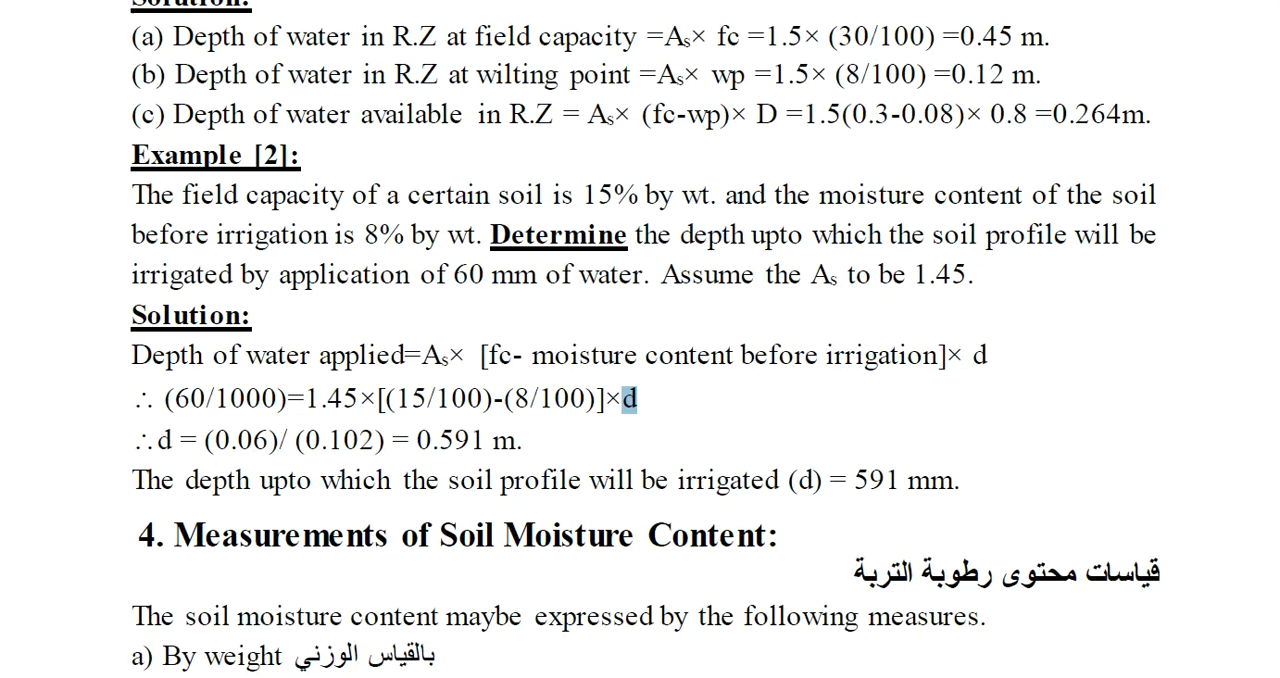 Solution:
(a) Depth of water in R.Z at field capacity =As× fc =1.5× (30/100) =0.45 m.
(b) Depth of water in R.Z at wilting point =As× wp =1.5× (8/100) =0.12 m.
(c) Depth of water available in R.Z = As× (fc-wp)× D =1.5(0.3-0.08)× 0.8 =0.264m.
Example [2]:
The field capacity of a certain soil is 15% by wt. and the moisture content of the soil
before irrigation is 8% by wt. Determine the depth upto which the soil profile will be
irrigated by application of 60 mm of water. Assume the As to be 1.45.
Solution:
Depth of water applied=As× [fc- moisture content before irrigation]× d
∴ (60/1000)=1.45×[(15/100)-(8/100)]×d
∴d = (0.06)/ (0.102) = 0.591 m.
The depth upto which the soil profile will be irrigated (d) = 591 mm.
4. Measurements of Soil Moisture Content:
قياسات محتوى رطوبة التربة
The soil moisture content maybe expressed by the following measures.
a) By weight بالقياس الوزني